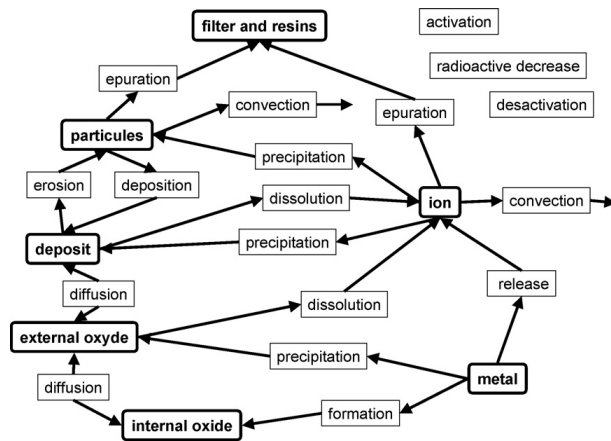 filter and resins
activation
radioactive decrease
epuration
convection
epuration
desactivation
particules
precipitation
erosion
deposition
dissolution
ion
convection
deposit
precipitation
diffusion
dissolution
release
external oxyde
precipitation
diffusion
metal
internal oxide
formation